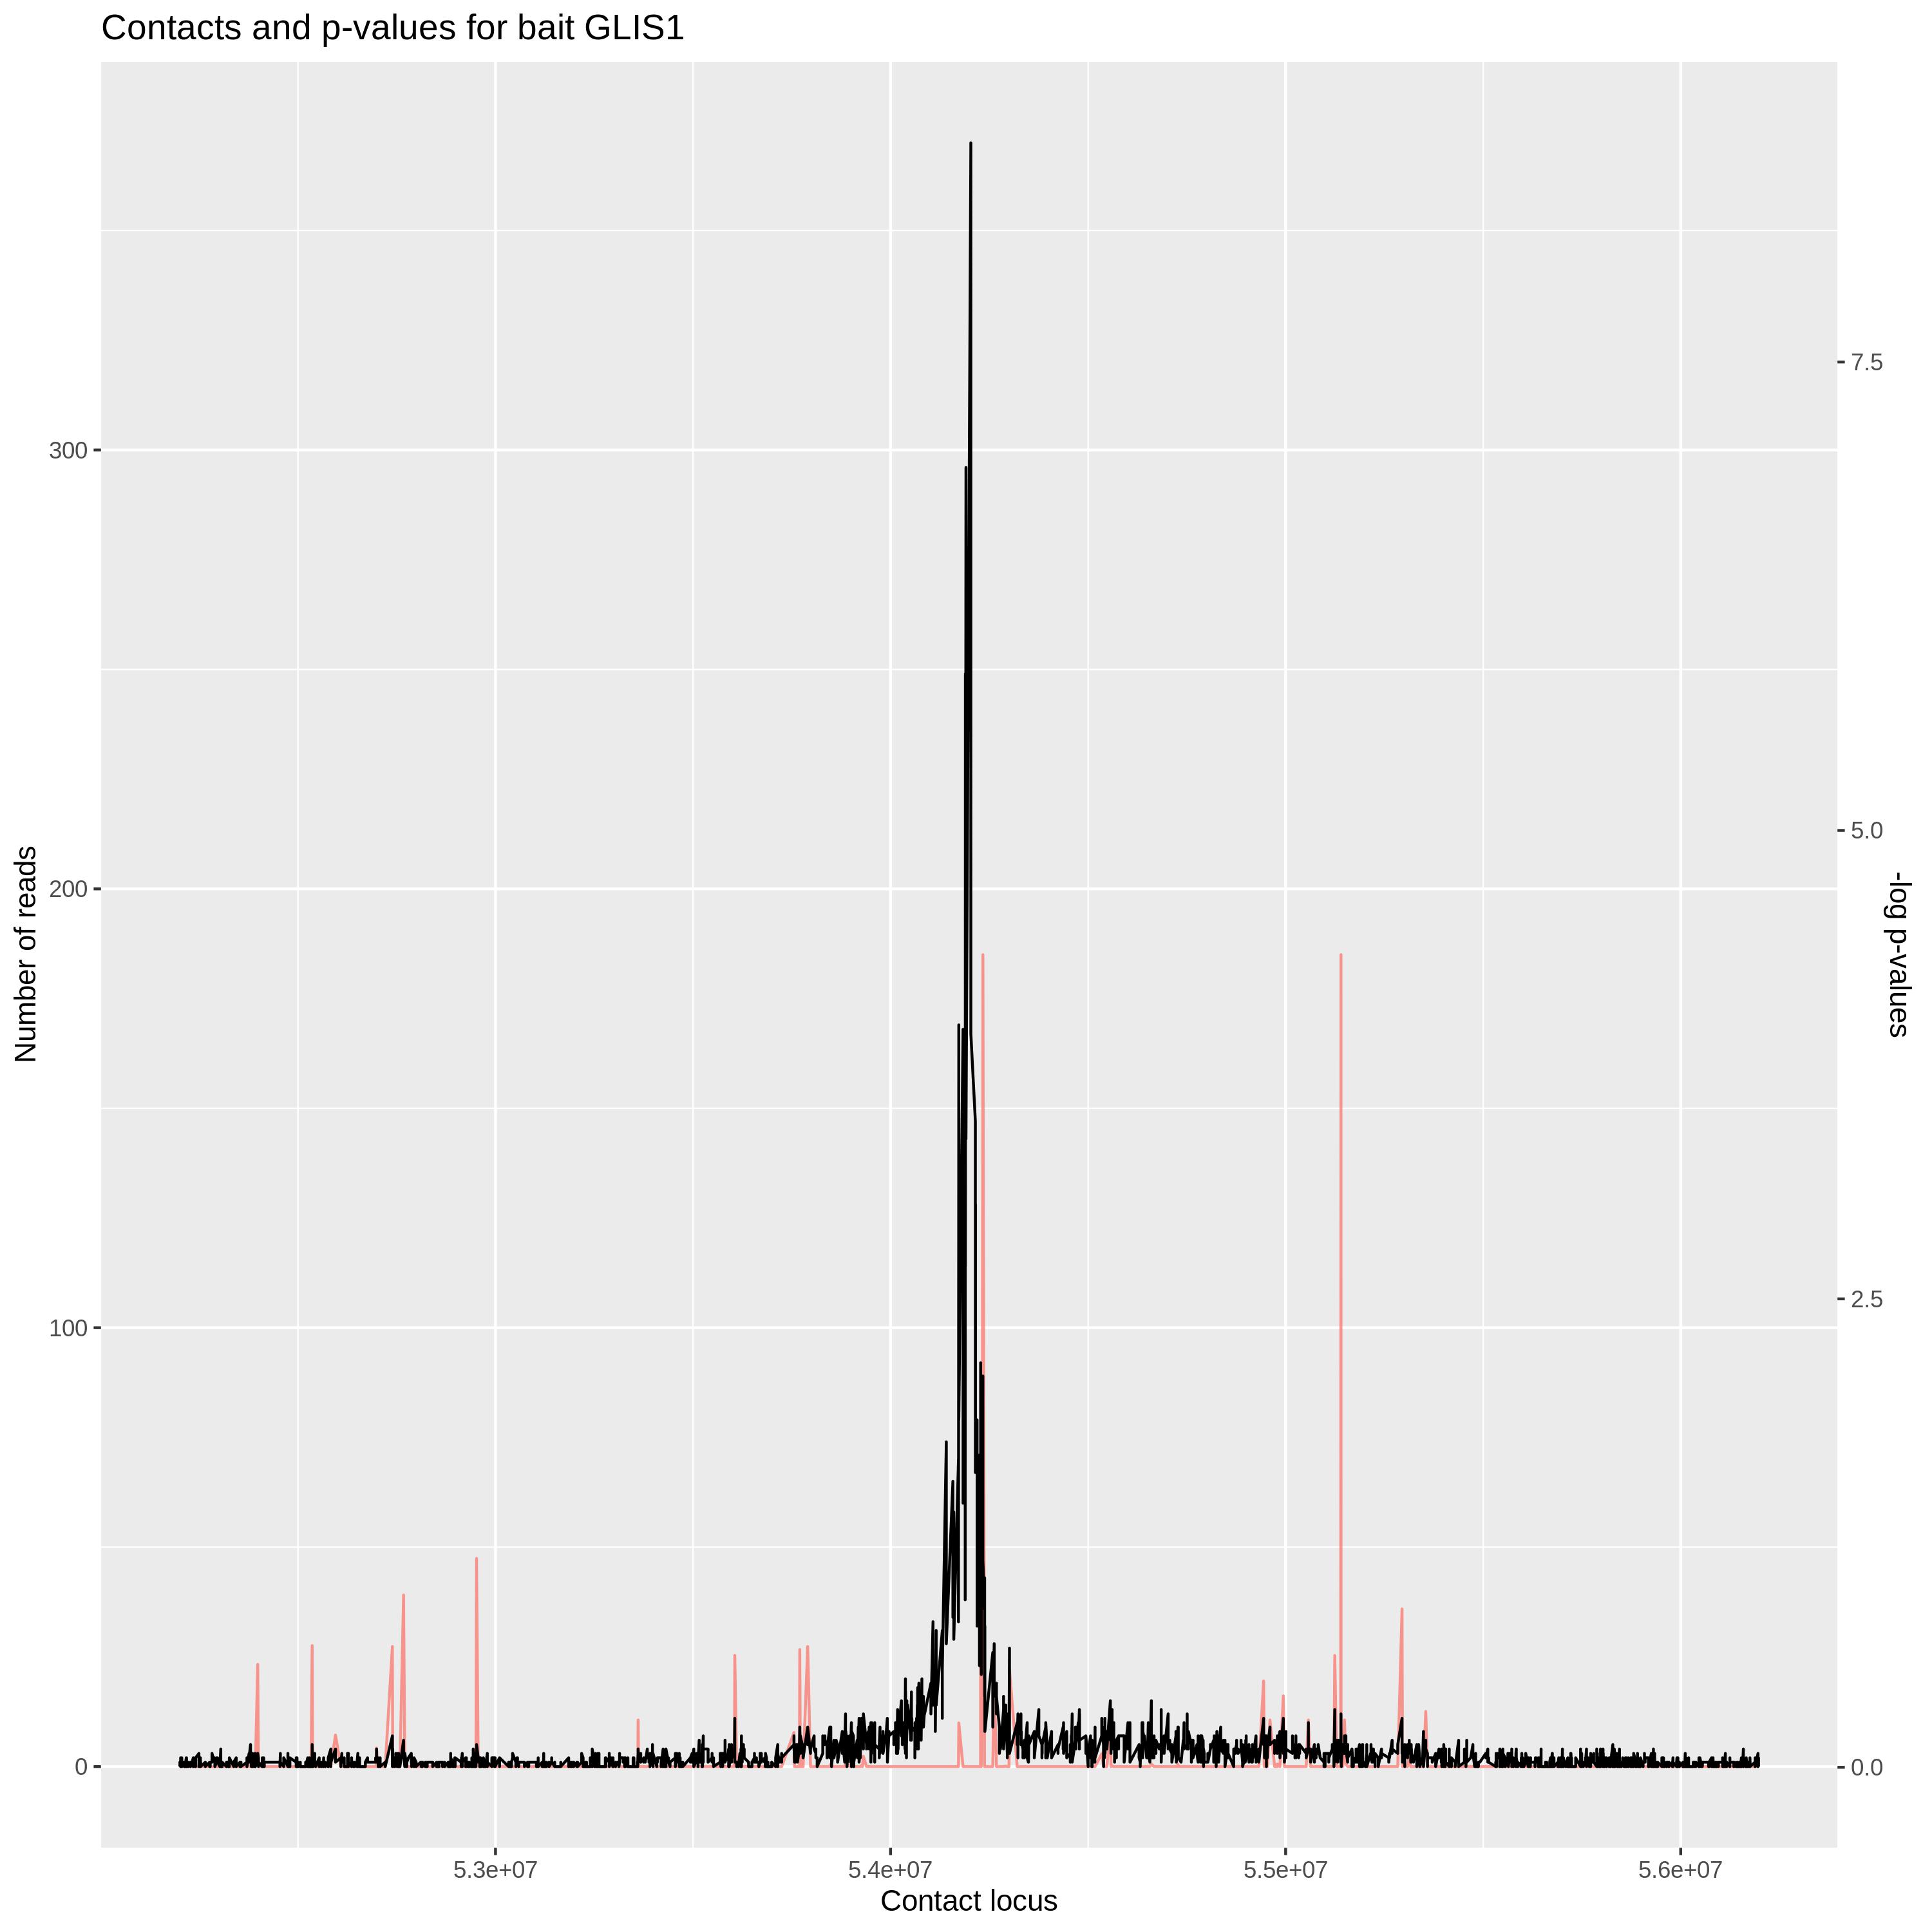 Contacts and p-values for bait GLIS1
300
200
100
0
Number of reads
7.5
5.0
2.5
0.0
-log p-values
5.3e+07
5.4e+07
5.5e+07
5.6e+07
Contact locus